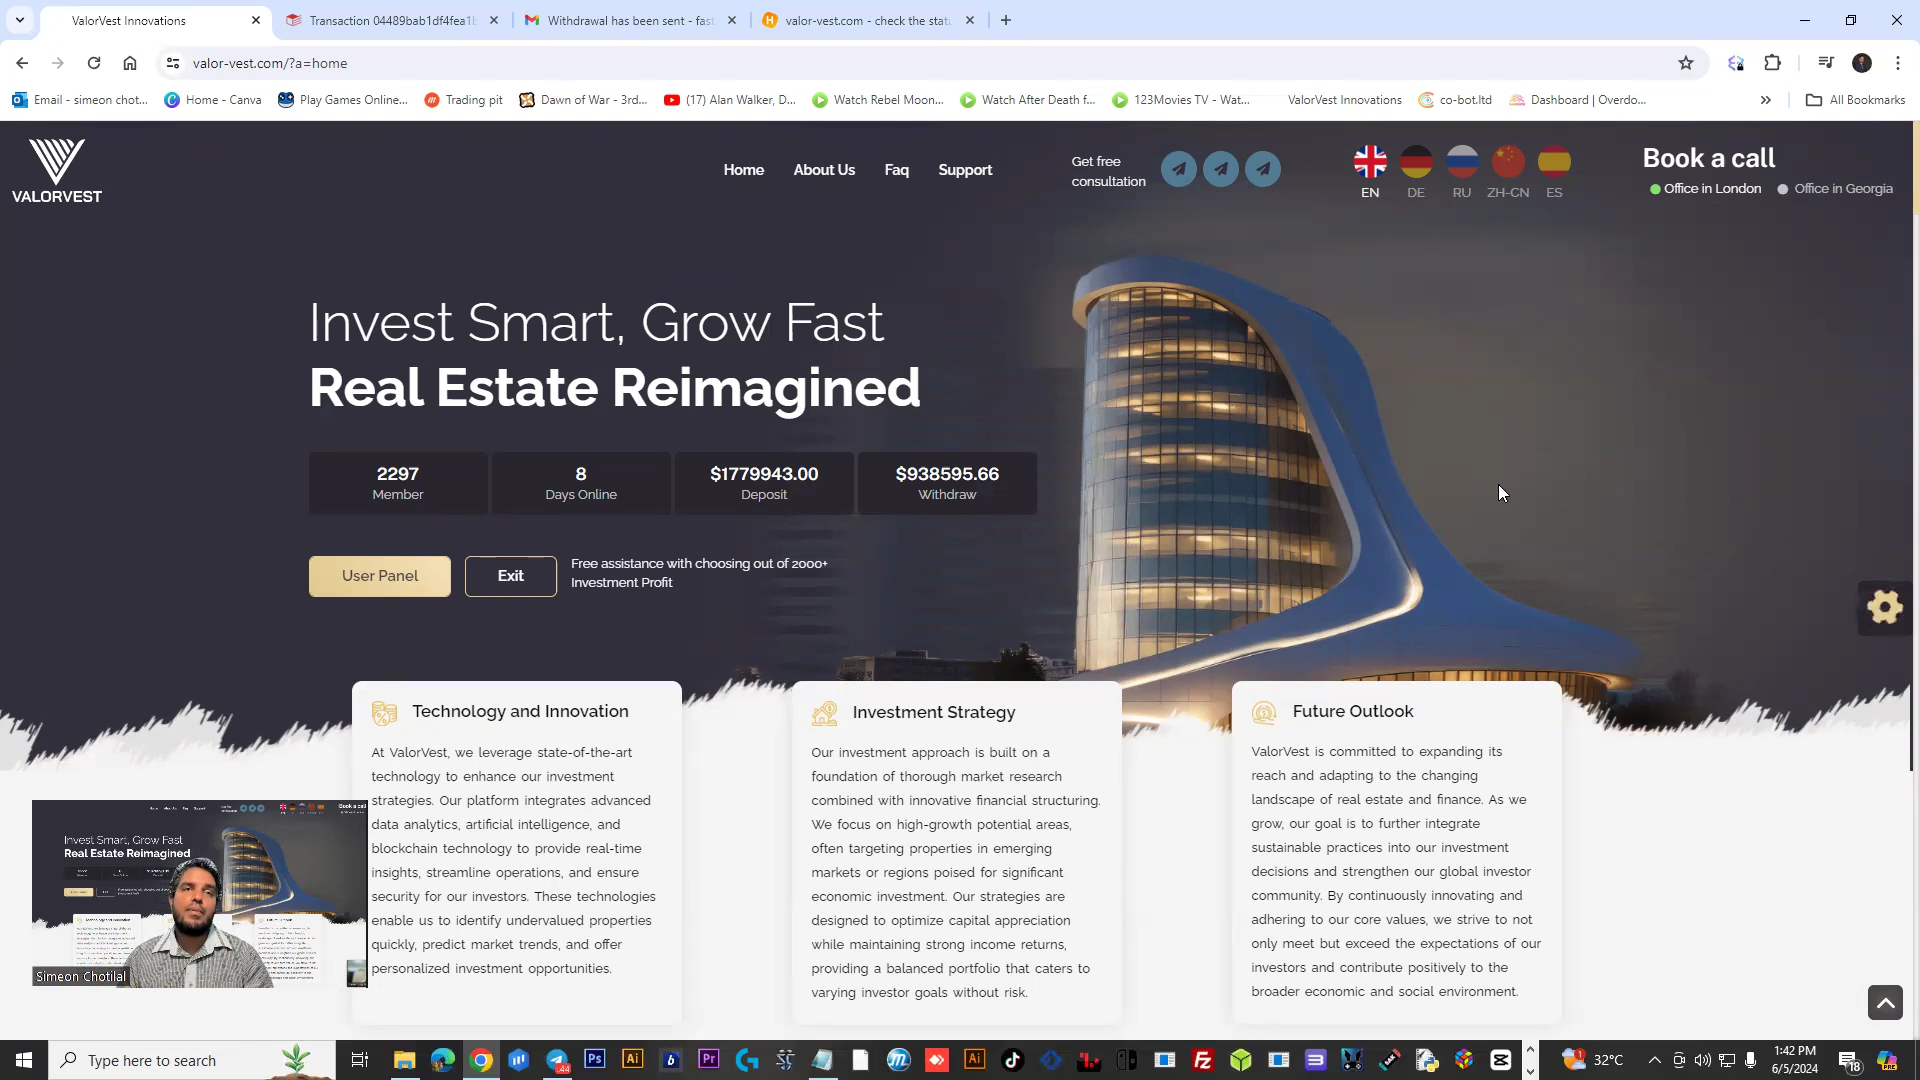 ValorVest Innovations
Transaction 04489bab1df4fea1b
Withdrawal has been sent - fast
valor-vest.com - check the statu
valor-vest.com/?a=home
Email - simeon chot...
Home - Canva
Play Games Online...
Trading pit
Dawn of War - 3rd...
(17) Alan Walker, D...
Watch Rebel Moon...
Watch After Death f...
123Movies TV - Wat...
ValorVest Innovations
co-bot.ltd
Dashboard | Overdo...
All Bookmarks
VALORVEST
Home
About Us
Faq
Support
Get free
consultation
EN
DE
RU
ZH-CN
ES
Book a call
Office in London
Office in Georgia
Invest Smart, Grow Fast
Real Estate Reimagined
2297
Member
8
Days Online
$1779943.00
Deposit
$938595.66
Withdraw
User Panel
Exit
Free assistance with choosing out of 2000+
Investment Profit
Technology and Innovation
At ValorVest, we leverage state-of-the-art
technology to enhance our investment
strategies. Our platform integrates advanced
data analytics, artificial intelligence, and
blockchain technology to provide real-time
insights, streamline operations, and ensure
security for our investors. These technologies
enable us to identify undervalued properties
quickly, predict market trends, and offer
personalized investment opportunities.
Investment Strategy
Our investment approach is built on a
foundation of thorough market research
combined with innovative financial structuring.
We focus on high-growth potential areas,
often targeting properties in emerging
markets or regions poised for significant
economic investment. Our strategies are
designed to optimize capital appreciation
while maintaining strong income returns,
providing a balanced portfolio that caters to
varying investor goals without risk.
Future Outlook
ValorVest is committed to expanding its
reach and adapting to the changing
landscape of real estate and finance. As we
grow, our goal is to further integrate
sustainable practices into our investment
decisions and strengthen our global investor
community. By continuously innovating and
adhering to our core values, we strive to not
only meet but exceed the expectations of our
investors and contribute positively to the
broader economic and social environment.
Invest Smart, Grow Fast
Real Estate Reimagined
Simeon Chotilal
Type here to search
32°C
1:42 PM
6/5/2024
18